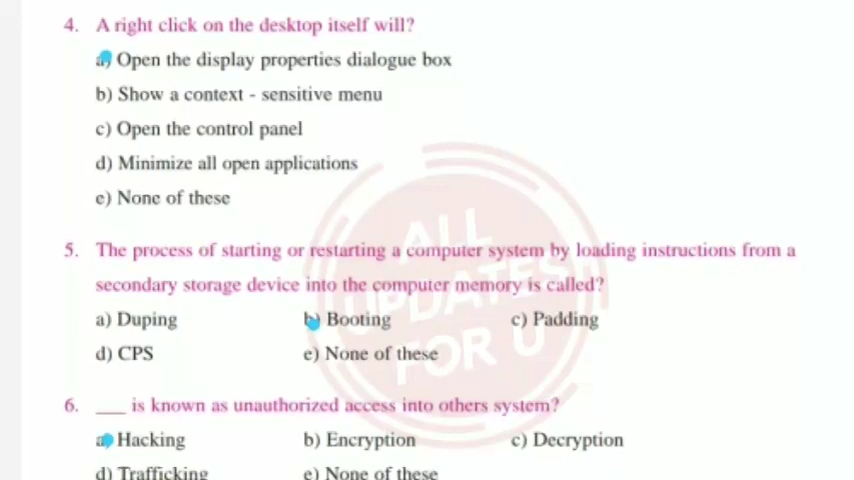 4. A right click on the desktop itself will?
a) Open the display properties dialogue box
b) Show a context - sensitive menu
c) Open the control panel
d) Minimize all open applications
e) None of these
5. The process of starting or restarting a computer system by loading instructions from a
secondary storage device into the computer memory is called?
a) Duping b) Booting c) Padding
d) CPS e) None of these
6. ___ is known as unauthorized access into others system?
a) Hacking b) Encryption c) Decryption
d) Trafficking e) None of these
ALL
UPDATES
FOR U